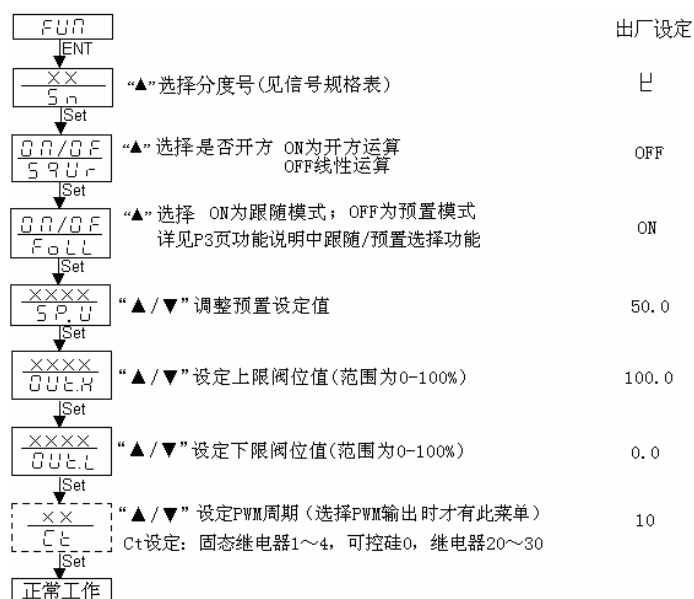 FUN 出厂设定
ENT
××
Sn
“▲”选择分度号(见信号规格表)
Set
ON/OF
SQUr
“▲”选择是否开方 ON为开方运算
OFF线性运算
OFF
Set
ON/OF
FoLL
“▲”选择 ON为跟随模式；OFF为预置模式
详见P3页功能说明中跟随/预置选择功能
ON
Set
××××
SP.U
“▲/▼”调整预置设定值
50.0
Set
××××
OUt.H
“▲/▼”设定上限阀位值(范围为0-100%)
100.0
Set
××××
OUt.L
“▲/▼”设定下限阀位值(范围为0-100%)
0.0
Set
××
Ct
“▲/▼”设定PWM周期（选择PWM输出时才有此菜单）
Ct设定：固态继电器1～4，可控硅0，继电器20～30
10
Set
正常工作